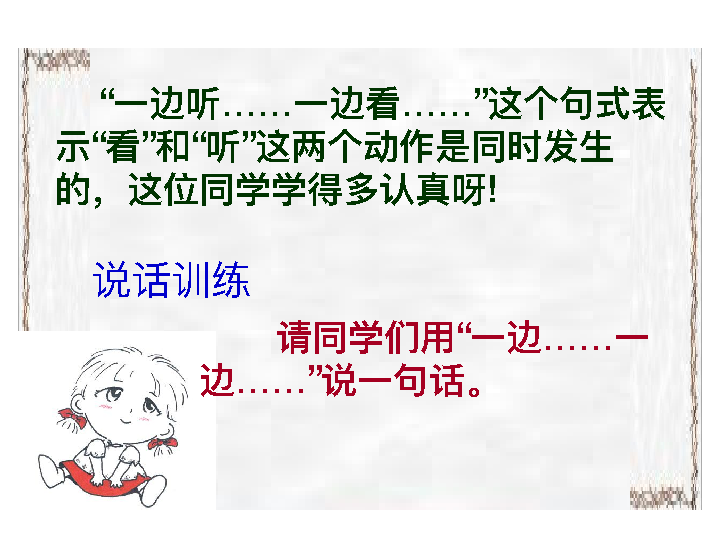 “一边听……一边看……”这个句式表
示“看”和“听”这两个动作是同时发生
的，这位同学学得多认真呀!
说话训练
请同学们用“一边……一
边……”说一句话。